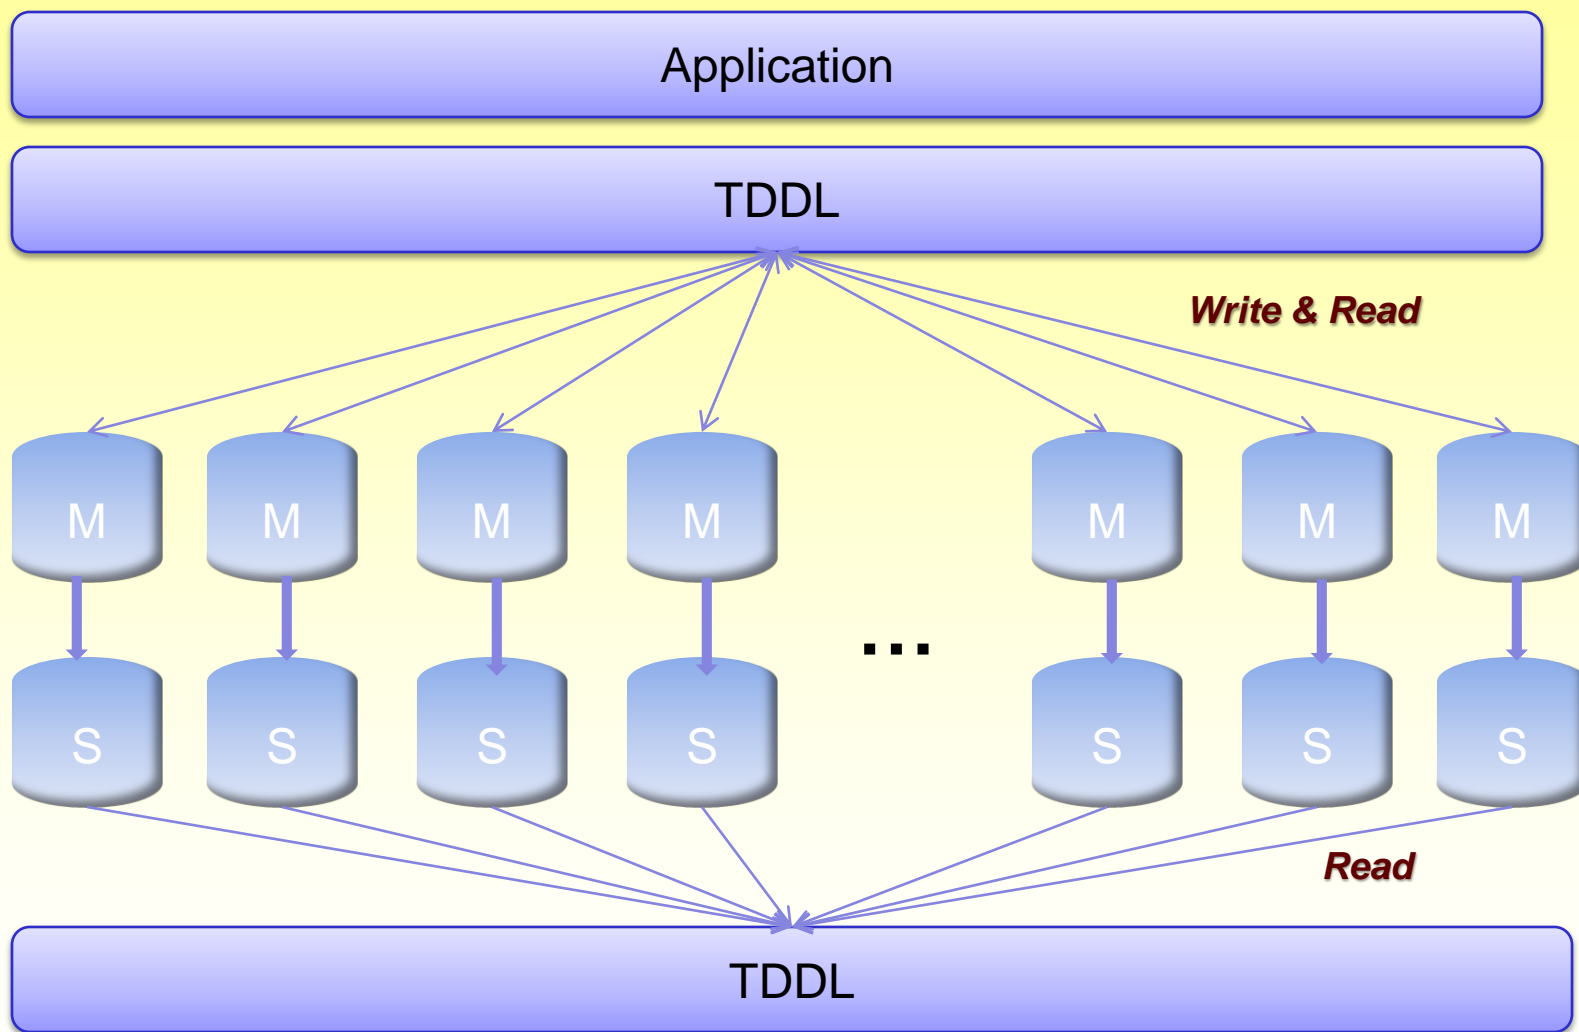 Application
TDDL
Write & Read
M M M M M M M
...
S S S S S S S
Read
TDDL